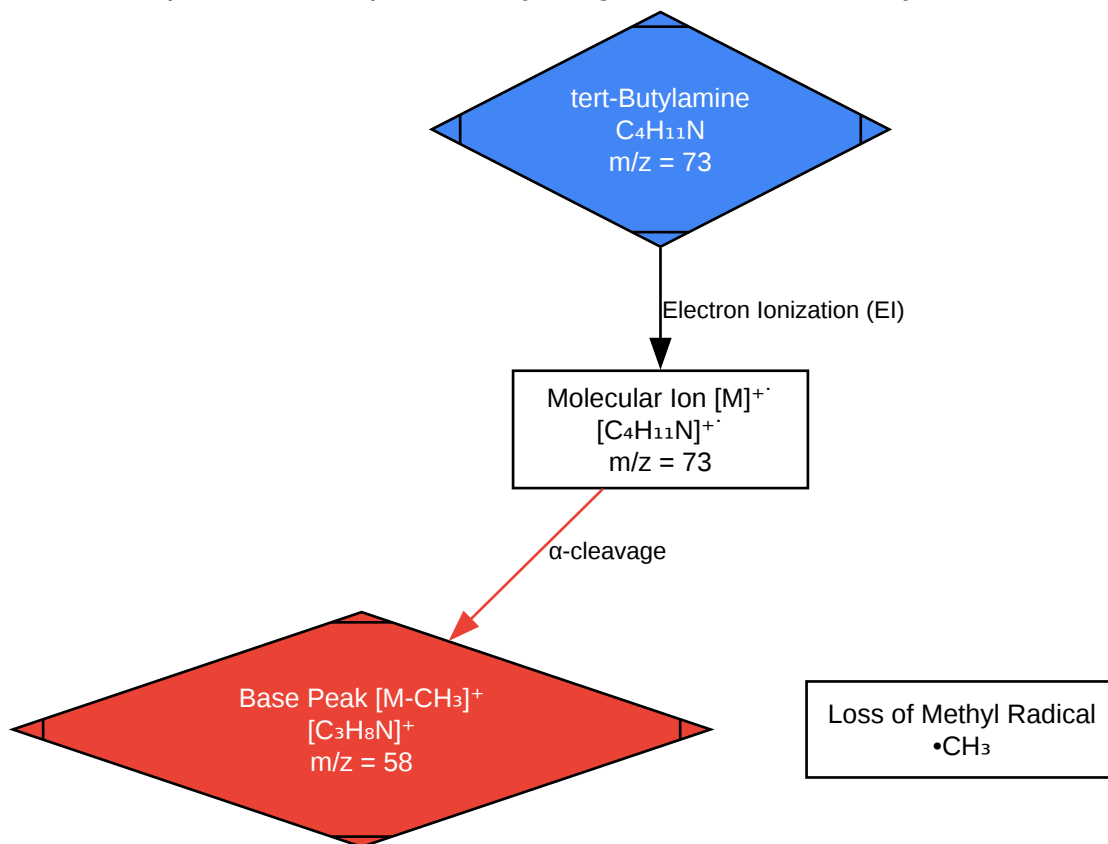 tert-Butylamine
C₄H₁₁N
m/z = 73
Electron Ionization (EI)
Molecular Ion [M]⁺˙
[C₄H₁₁N]⁺˙
m/z = 73
α-cleavage
Base Peak [M-CH₃]⁺
[C₃H₈N]⁺
m/z = 58
Loss of Methyl Radical
•CH₃